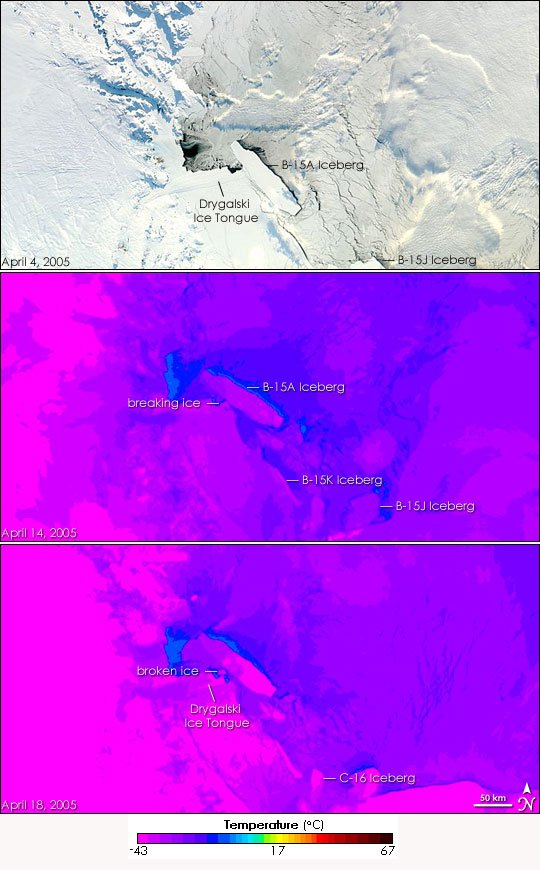 B-15A Iceberg
Drygalski
Ice Tongue
B-15J Iceberg
April 4, 2005
B-15A Iceberg
breaking ice
B-15K Iceberg
B-15J Iceberg
April 14, 2005
broken ice
Drygalski
Ice Tongue
C-16 Iceberg
50 km
N
April 18, 2005
Temperature (°C)
-43 17 67